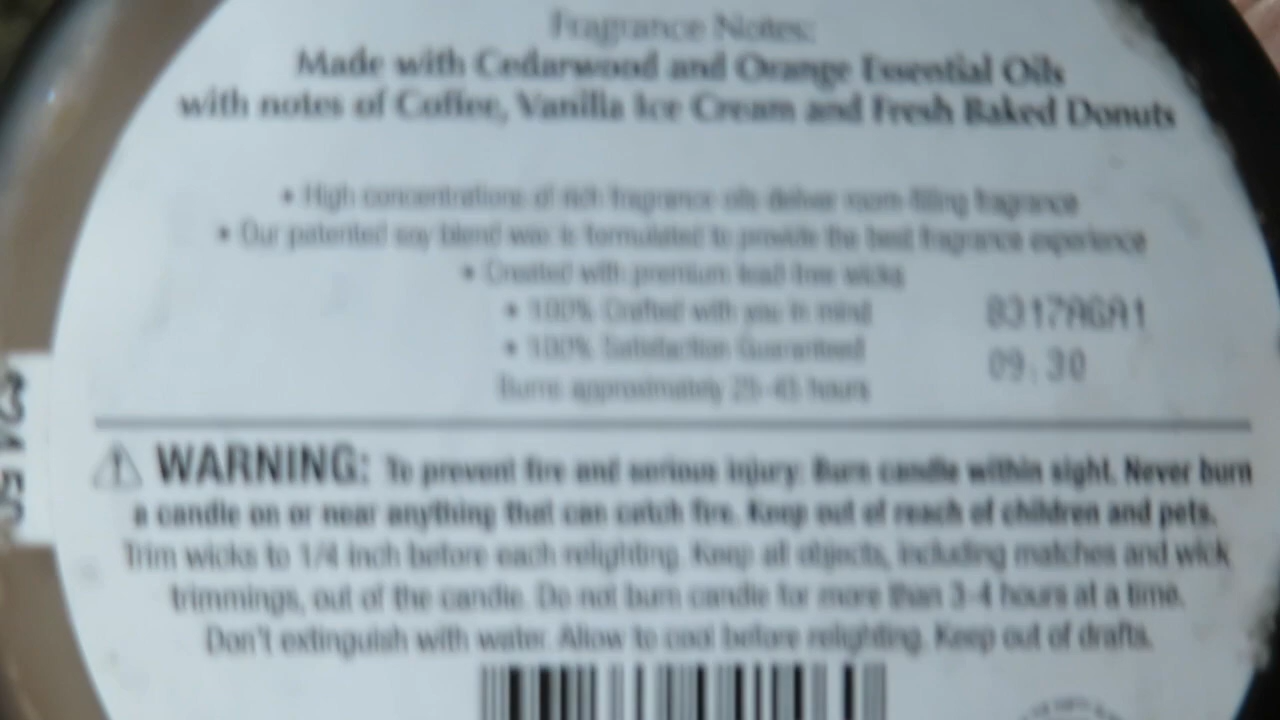 Fragrance Notes:
Made with Cedarwood and Orange Essential Oils
with notes of Coffee, Vanilla Ice Cream and Fresh Baked Donuts
• High concentrations of rich fragrance oils deliver room-filling fragrance
• Our patented soy blend wax is formulated to provide the best fragrance experience
• Created with premium lead-free wicks
• 100% Crafted with you in mind
• 100% Satisfaction Guaranteed
Burns approximately 25-45 hours
09:30
WARNING: To prevent fire and serious injury: Burn candle within sight. Never burn
a candle on or near anything that can catch fire. Keep out of reach of children and pets.
Trim wicks to 1/4 inch before each relighting. Keep all objects, including matches and wick
trimmings, out of the candle. Do not burn candle for more than 3-4 hours at a time.
Don't extinguish with water. Allow to cool before relighting. Keep out of drafts.